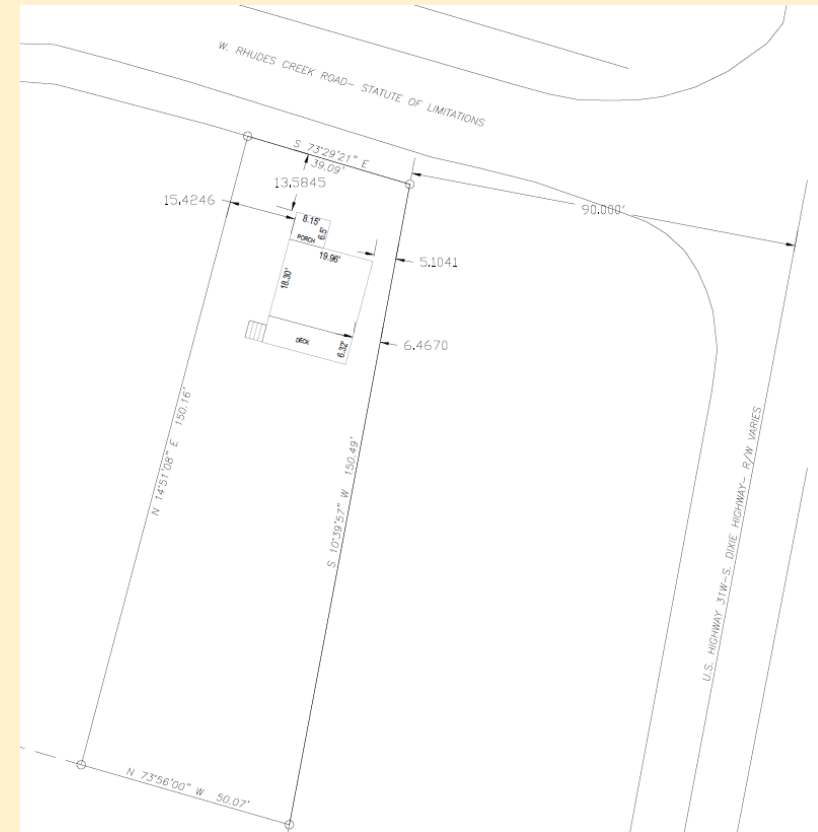 W. RHUDES CREEK ROAD– STATUTE OF LIMITATIONS
S 73°29'21" E
39.09'
13.5845
15.4246
90.000'
8.15'
PORCH
19.96'
5.1041
18.30'
DECK
6.32'
6.4670
N 14°51'08" E 150.16'
S 10°39'57" W 150.49'
U.S. HIGHWAY 31W–S. DIXIE HIGHWAY– R/W VARIES
N 73°56'00" W 50.07'